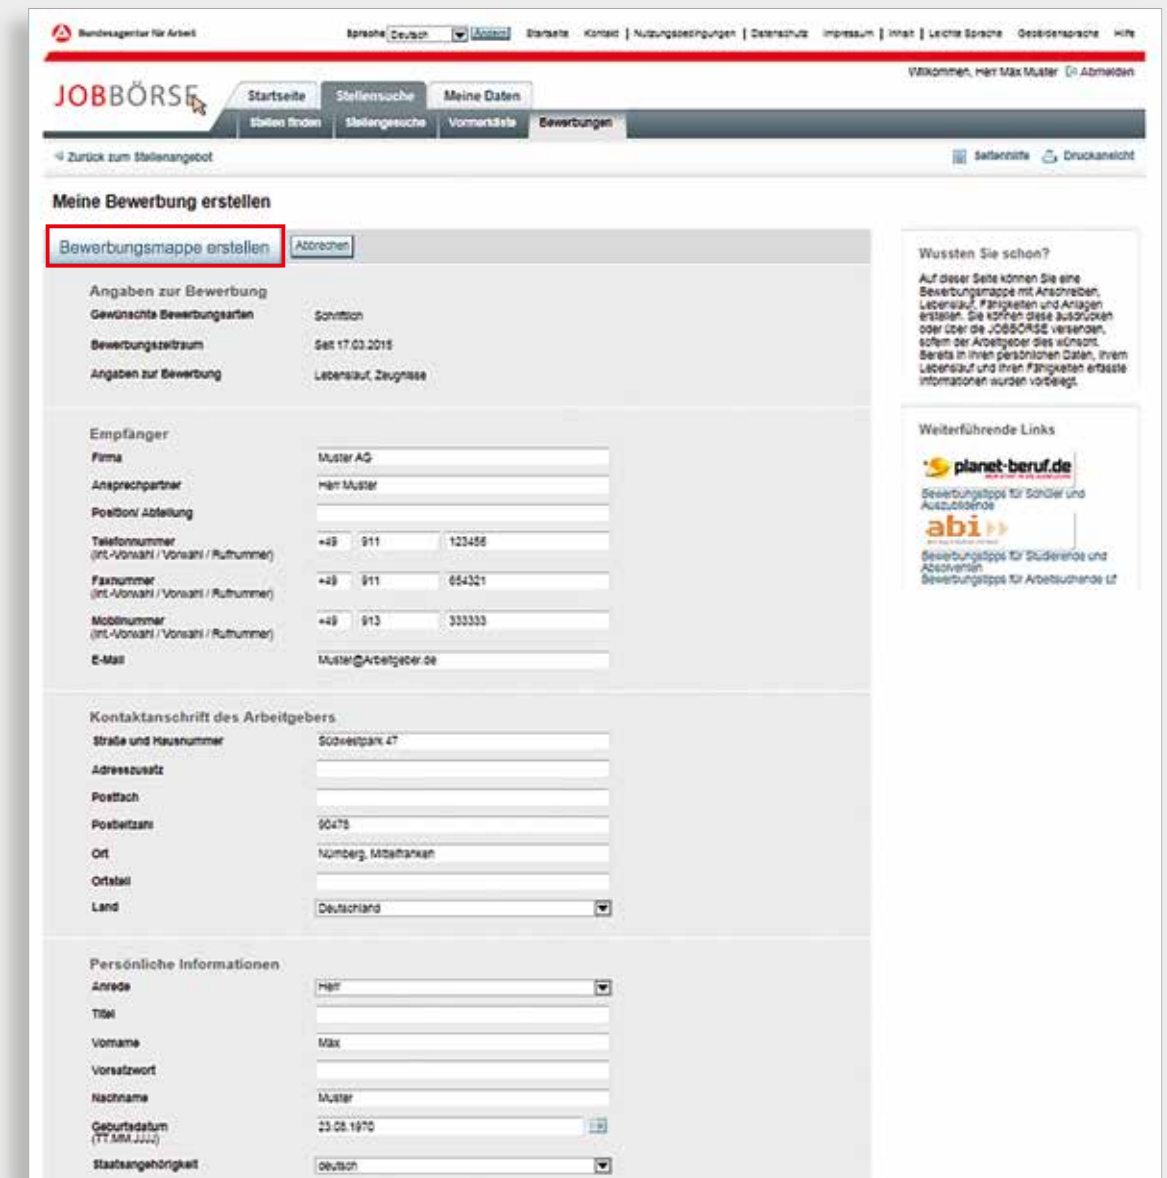 Bundesagentur für Arbeit
Sprache Deutsch Startseite Kontakt | Nutzungsbedingungen | Datenschutz Impressum | Inhalt | Leichte Sprache Gebärdensprache Hilfe
Willkommen, Herr Max Muster Abmelden
JOBBÖRSE
Startseite Stellensuche Meine Daten
Stellen finden Stellengesuche Vormerkliste Bewerbungen
Zurück zum Stellenangebot
Seitenhilfe Druckansicht
Meine Bewerbung erstellen
Bewerbungsmappe erstellen Abbrechen
Angaben zur Bewerbung
Gewünschte Bewerbungsarten Schriftlich
Bewerbungszeitraum Seit 17.03.2015
Angaben zur Bewerbung Lebenslauf, Zeugnisse
Empfänger
Firma Muster AG
Ansprechpartner Herr Muster
Position/ Abteilung
Telefonnummer +49 911 123456
(Int.-Vorwahl / Vorwahl / Rufnummer)
Faxnummer +49 911 654321
(Int.-Vorwahl / Vorwahl / Rufnummer)
Mobilnummer +49 913 333333
(Int.-Vorwahl / Vorwahl / Rufnummer)
E-Mail Muster@Arbeitgeber.de
Kontaktanschrift des Arbeitgebers
Straße und Hausnummer Südwestpark 47
Adresszusatz
Postfach
Postleitzahl 90478
Ort Nürnberg, Mittelfranken
Ortsteil
Land Deutschland
Persönliche Informationen
Anrede Herr
Titel
Vorname Max
Vorsatzwort
Nachname Muster
Geburtsdatum 23.08.1970
(TT.MM.JJJJ)
Staatsangehörigkeit deutsch
Wussten Sie schon?
Auf dieser Seite können Sie eine
Bewerbungsmappe mit Anschreiben,
Lebenslauf, Fähigkeiten und Anlagen
erstellen. Sie können diese ausdrucken
oder über die JOBBÖRSE versenden,
sofern der Arbeitgeber dies wünscht.
Bereits in Ihren persönlichen Daten, Ihrem
Lebenslauf und Ihren Fähigkeiten erfasste
Informationen wurden vorbelegt.
Weiterführende Links
planet-beruf.de
Bewerbungstipps für Schüler und
Auszubildende
abi
Bewerbungstipps für Studierende und
Absolventen
Bewerbungstipps für Arbeitsuchende